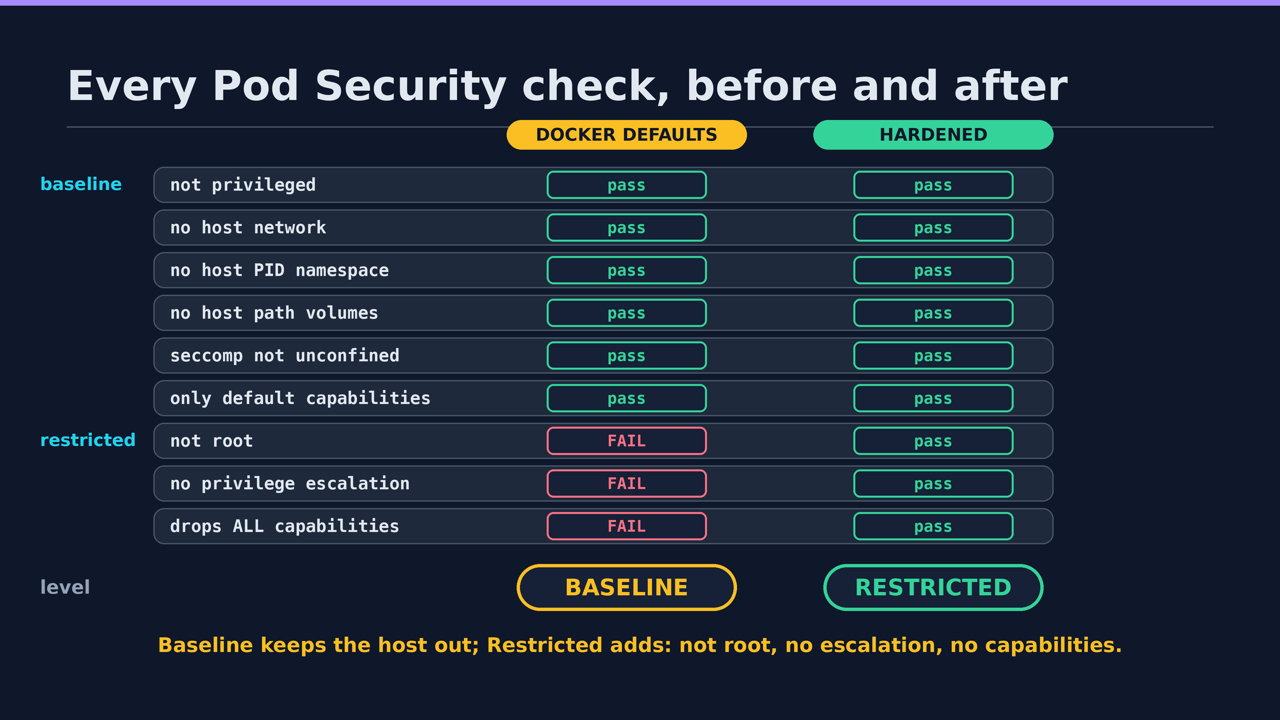 Every Pod Security check, before and after
DOCKER DEFAULTS HARDENED
baseline not privileged pass pass
no host network pass pass
no host PID namespace pass pass
no host path volumes pass pass
seccomp not unconfined pass pass
only default capabilities pass pass
restricted not root FAIL pass
no privilege escalation FAIL pass
drops ALL capabilities FAIL pass
level BASELINE RESTRICTED
Baseline keeps the host out; Restricted adds: not root, no escalation, no capabilities.